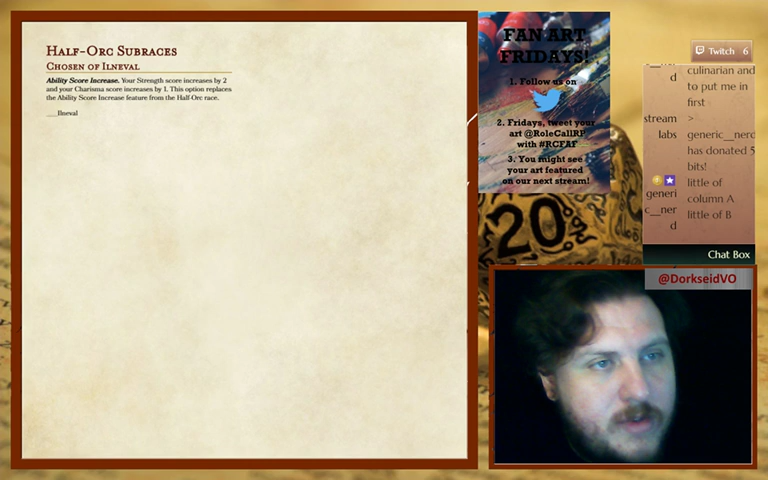 Half-Orc Subraces
Chosen of Ilneval
Ability Score Increase. Your Strength score increases by 2
and your Charisma score increases by 1. This option replaces
the Ability Score Increase feature from the Half-Orc race.
___Ilneval
FAN ART
FRIDAYS!
1. Follow us on
2. Fridays, tweet your
art @RoleCallRP
with #RCFAF
3. You might see
your art featured
on our next stream!
20
Twitch 6
d
culinarian and
to put me in
first
stream >
labs generic__nerd
has donated 5
bits!
generi little of
c__ner column A
d little of B
Chat Box
@DorkseidVO